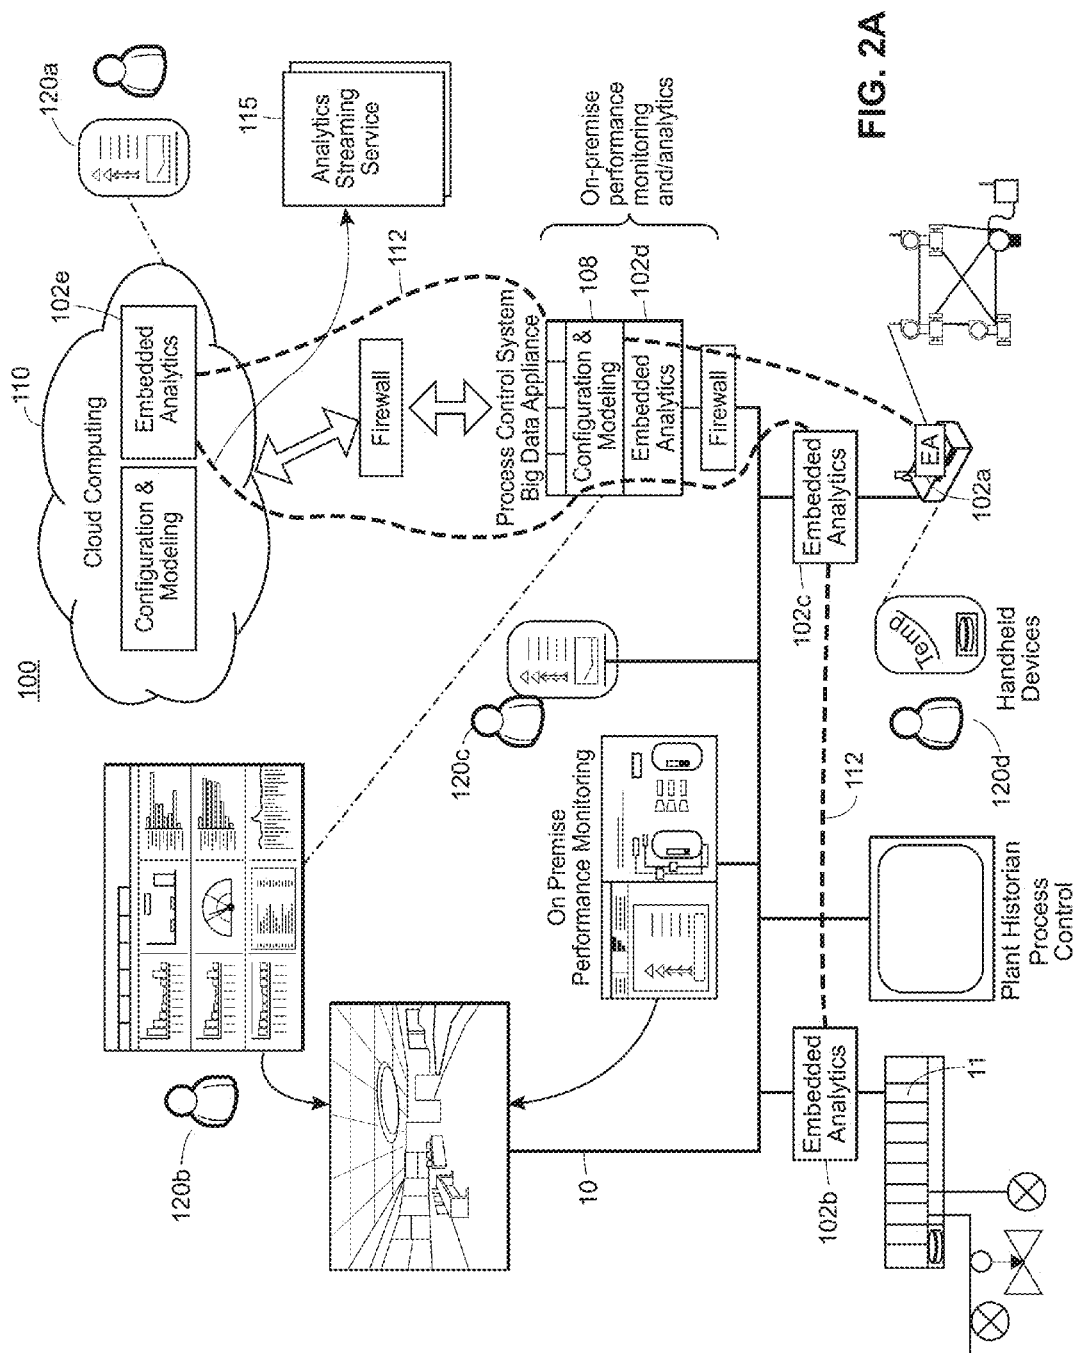 100
110
Cloud Computing
Configuration &
Modeling
Embedded
Analytics
102e
120a
115
Analytics
Streaming
Service
112
Firewall
Process Control System
Big Data Appliance
Configuration &
Modeling
108
Embedded
Analytics
102d
Firewall
On-premise
performance
monitoring
and/analytics
120b
120c
On Premise
Performance Monitoring
10
Embedded
Analytics
102b
11
Embedded
Analytics
102c
112
Plant Historian
Process
Control
Temp
120d
Handheld
Devices
EA
102a
FIG. 2A